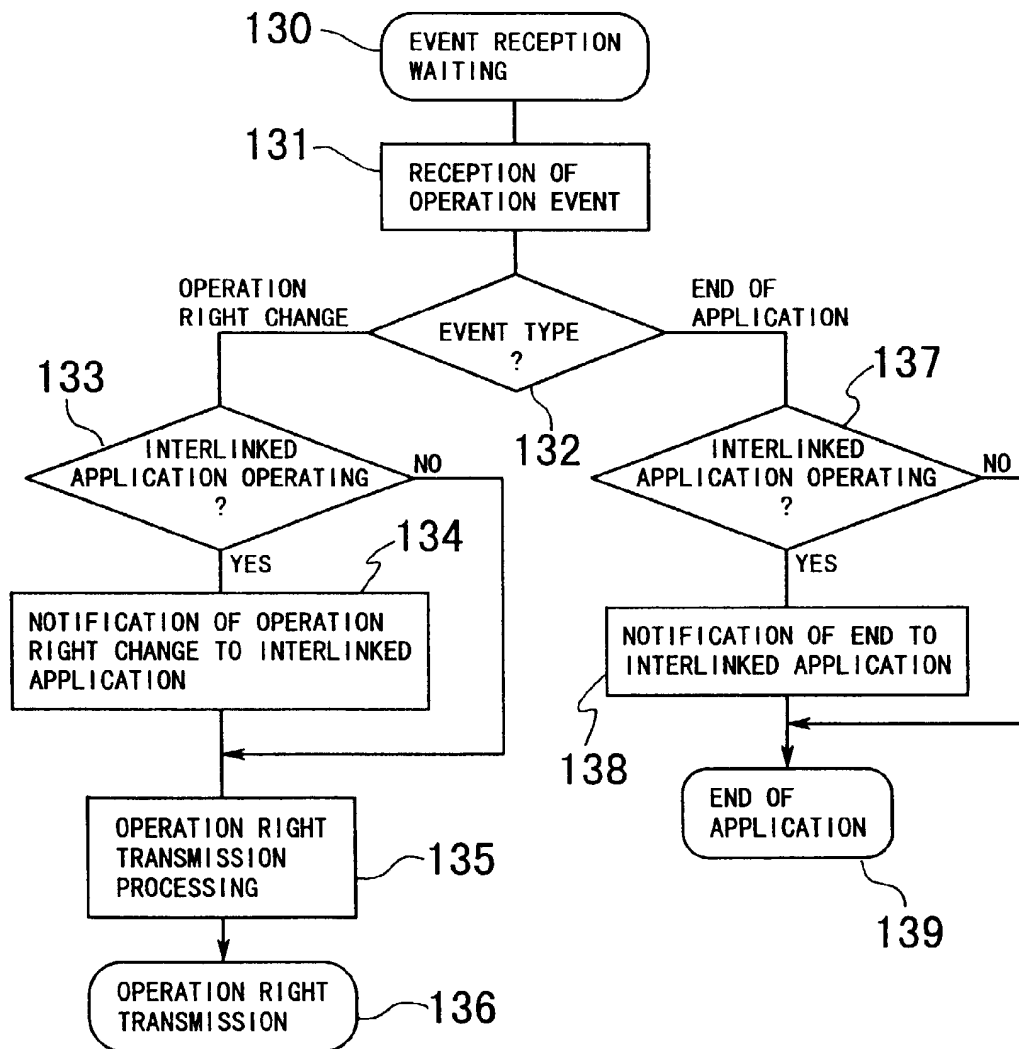 130
EVENT RECEPTION
WAITING
131
RECEPTION OF
OPERATION EVENT
OPERATION
RIGHT CHANGE
END OF
APPLICATION
EVENT TYPE
?
132
133
INTERLINKED
APPLICATION OPERATING
?
NO
YES
137
INTERLINKED
APPLICATION OPERATING
?
NO
YES
134
NOTIFICATION OF OPERATION
RIGHT CHANGE TO INTERLINKED
APPLICATION
NOTIFICATION OF END TO
INTERLINKED APPLICATION
138
OPERATION RIGHT
TRANSMISSION
PROCESSING
135
END OF
APPLICATION
139
OPERATION RIGHT
TRANSMISSION
136